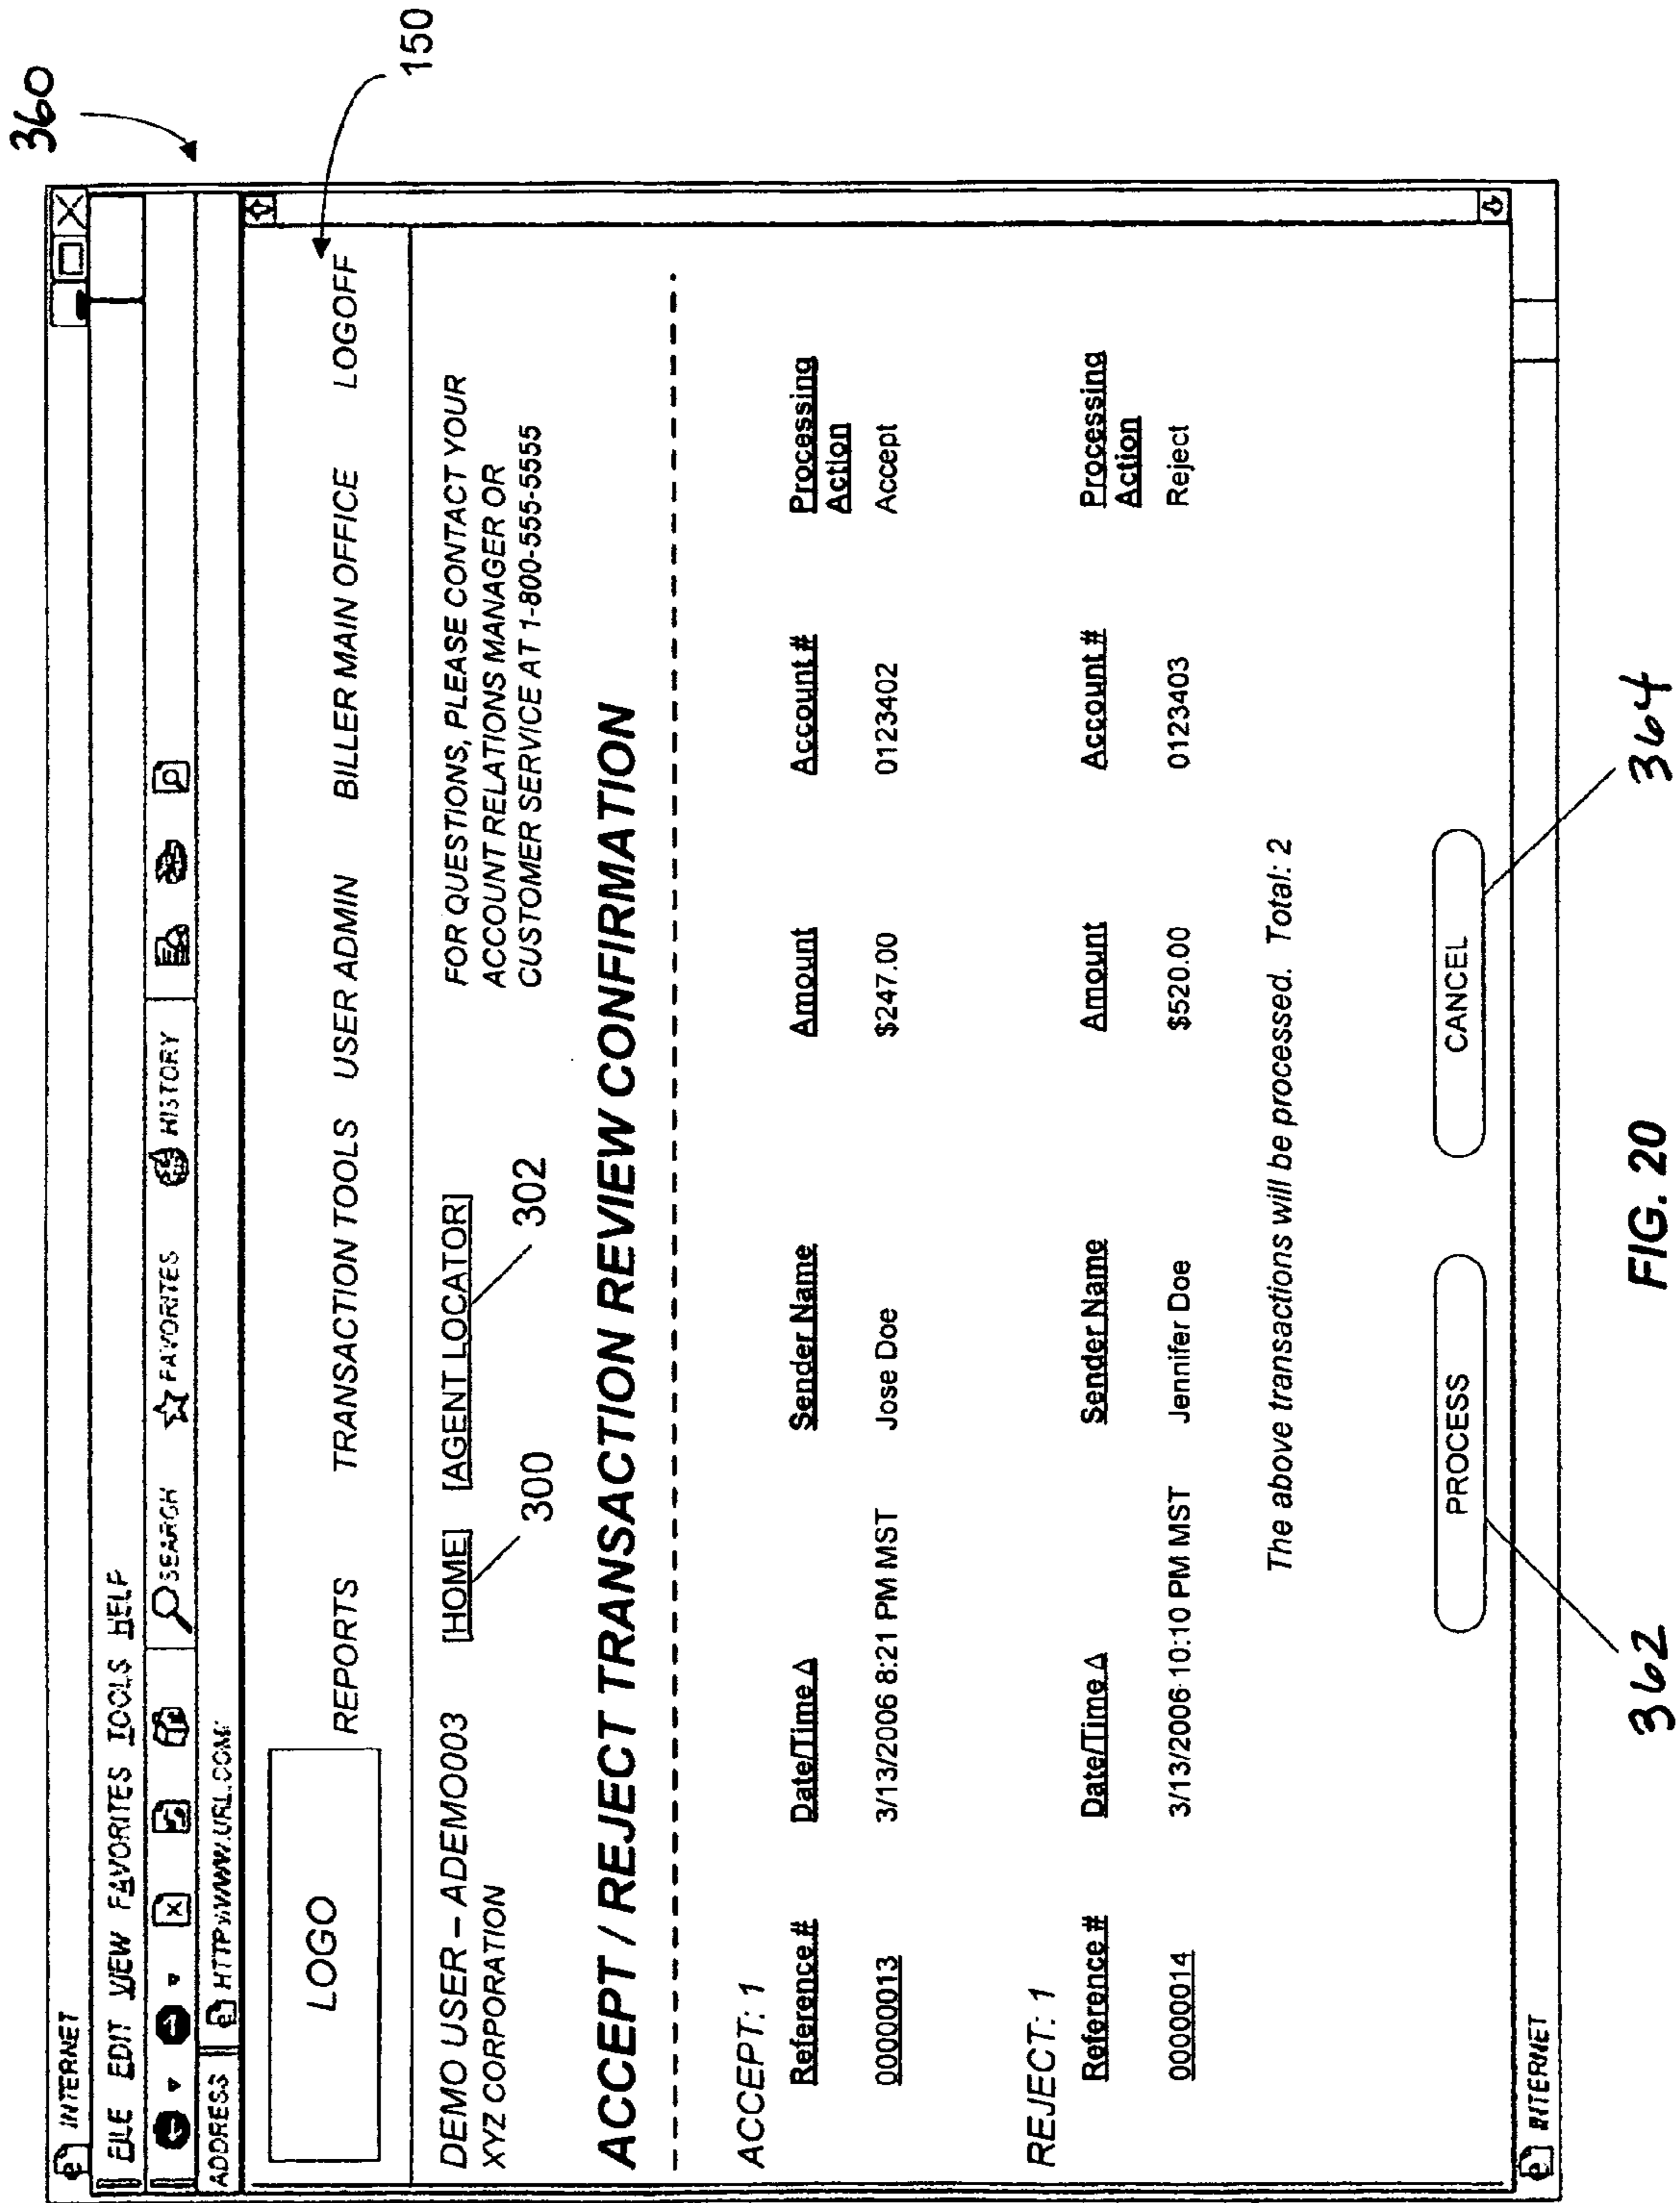 360
INTERNET
FILE EDIT VIEW FAVORITES TOOLS HELP
SEARCH FAVORITES HISTORY
ADDRESS HTTP://WWW.URL.COM/
150
LOGO
REPORTS TRANSACTION TOOLS USER ADMIN BILLER MAIN OFFICE LOGOFF
DEMO USER – ADEMO003 [HOME] [AGENT LOCATOR] FOR QUESTIONS, PLEASE CONTACT YOUR
XYZ CORPORATION ACCOUNT RELATIONS MANAGER OR
300 302 CUSTOMER SERVICE AT 1-800-555-5555
ACCEPT / REJECT TRANSACTION REVIEW CONFIRMATION
ACCEPT: 1
Reference # Date/Time Δ Sender Name Amount Account # Processing Action
00000013 3/13/2006 8:21 PM MST Jose Doe $247.00 0123402 Accept
REJECT: 1
Reference # Date/Time Δ Sender Name Amount Account # Processing Action
00000014 3/13/2006 10:10 PM MST Jennifer Doe $520.00 0123403 Reject
The above transactions will be processed. Total: 2
PROCESS CANCEL
INTERNET
362 364
FIG. 20